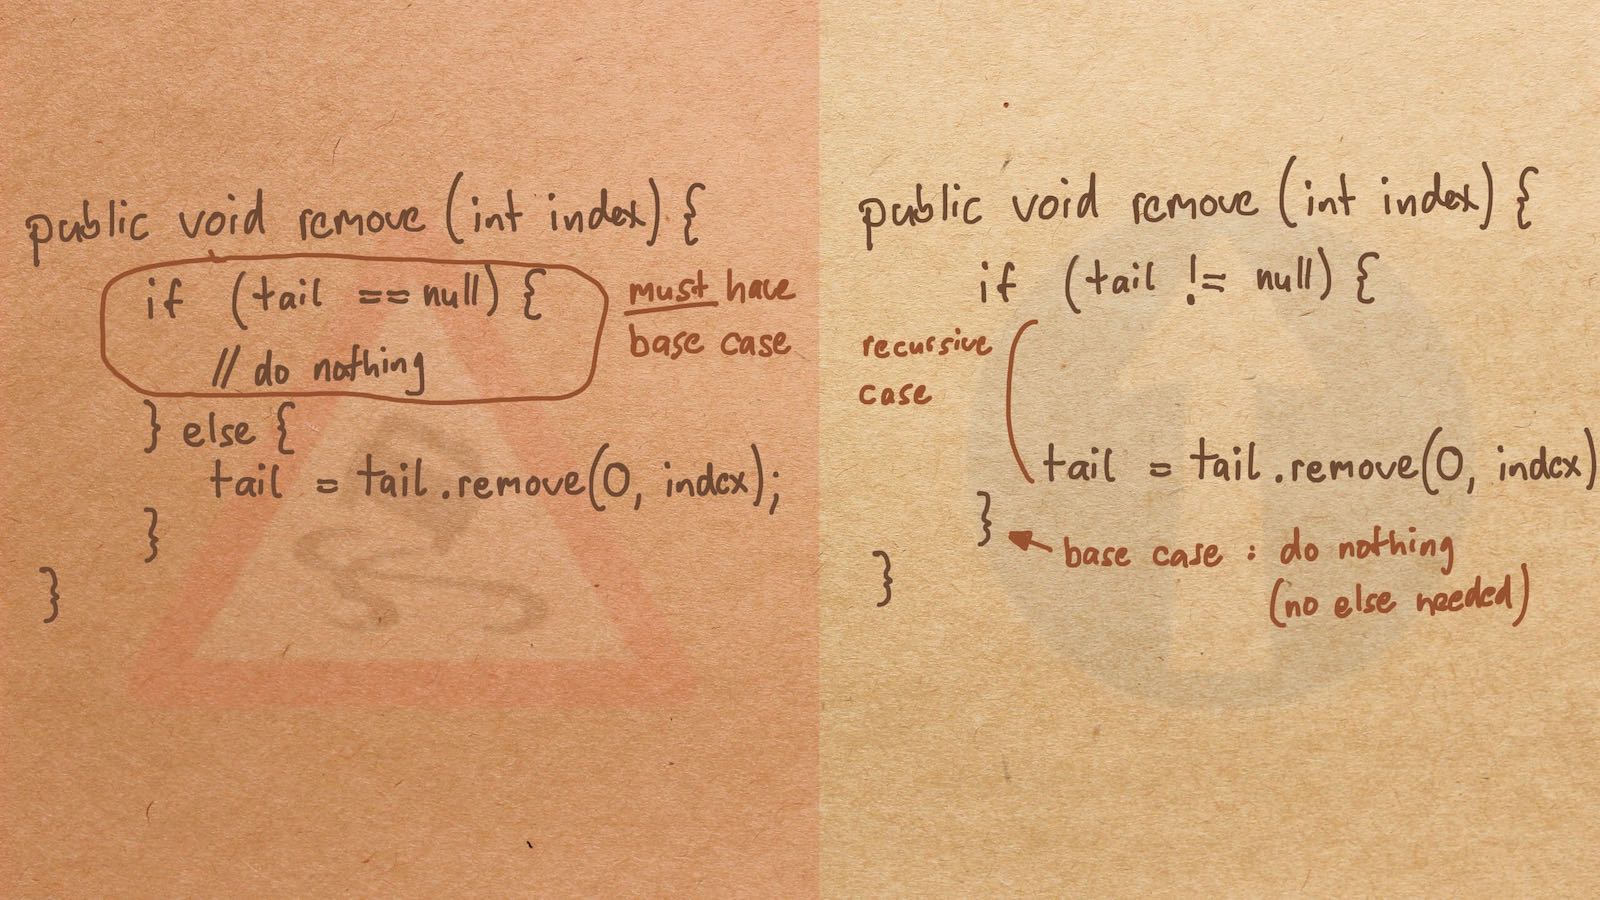 public void remove (int index) {
if (tail == null) {
// do nothing
} else {
tail = tail.remove(0, index);
}
}
must have
base case
public void remove (int index) {
if (tail != null) {
recursive
case
tail = tail.remove(0, index)
}
base case : do nothing
(no else needed)
}